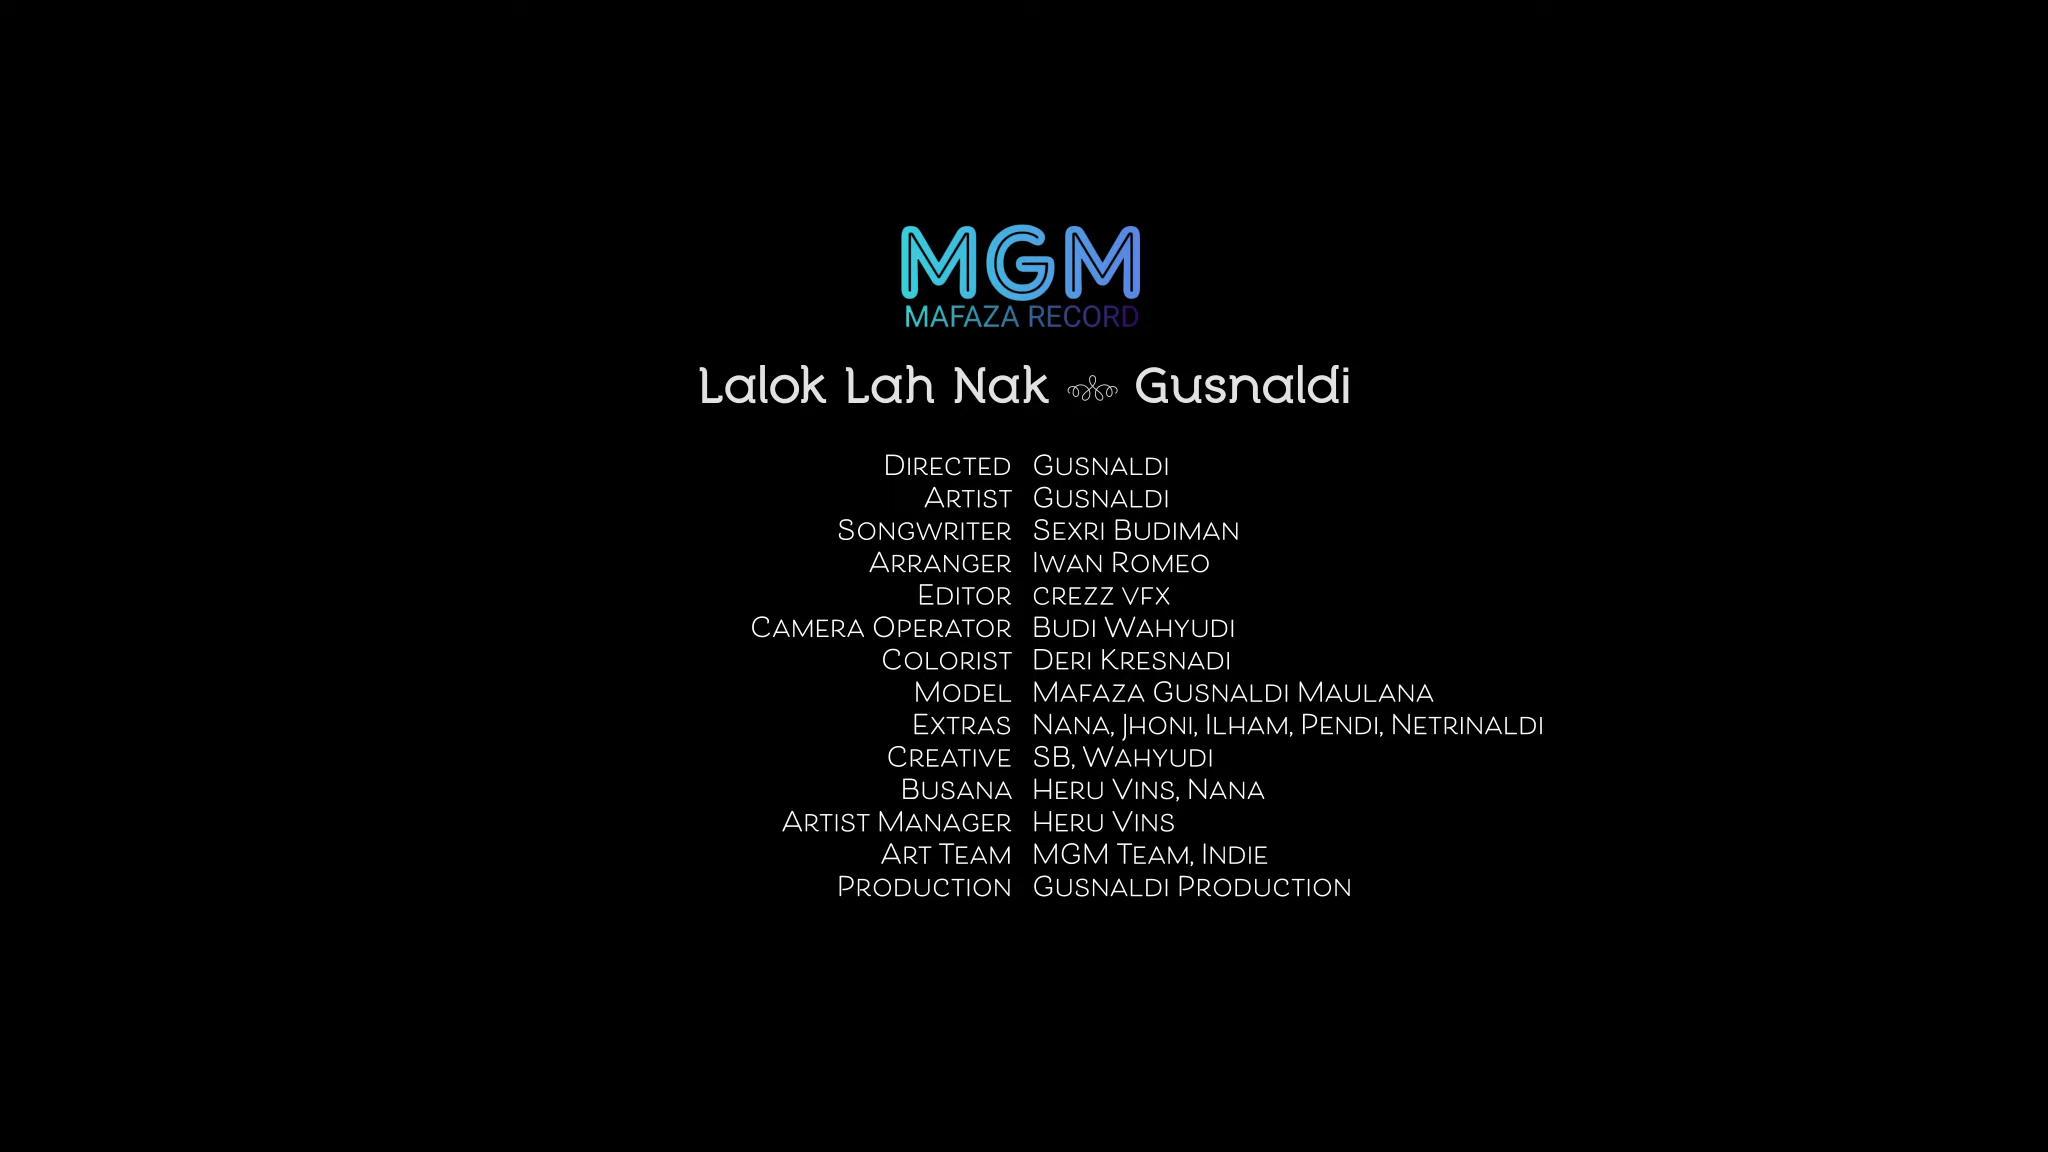 MGM
MAFAZA RECORD
Lalok Lah Nak Gusnaldi
Directed Gusnaldi
Artist Gusnaldi
Songwriter Sexri Budiman
Arranger Iwan Romeo
Editor crezz vfx
Camera Operator Budi Wahyudi
Colorist Deri Kresnadi
Model Mafaza Gusnaldi Maulana
Extras Nana, Jhoni, Ilham, Pendi, Netrinaldi
Creative SB, Wahyudi
Busana Heru Vins, Nana
Artist Manager Heru Vins
Art Team MGM Team, Indie
Production Gusnaldi Production